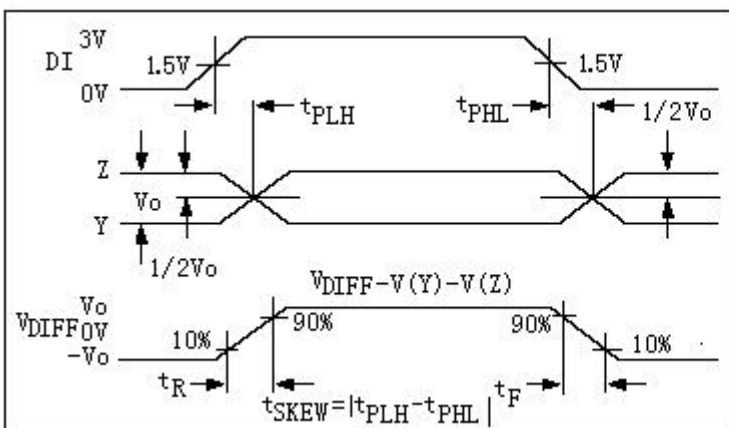 3V
DI
1.5V
1.5V
0V
tPLH
tPHL
1/2Vo
Z
Vo
Y
1/2Vo
VDIFF-V(Y)-V(Z)
Vo
VDIFF 0V
-Vo
90%
90%
10%
10%
tR
tF
tSKEW=|tPLH-tPHL|